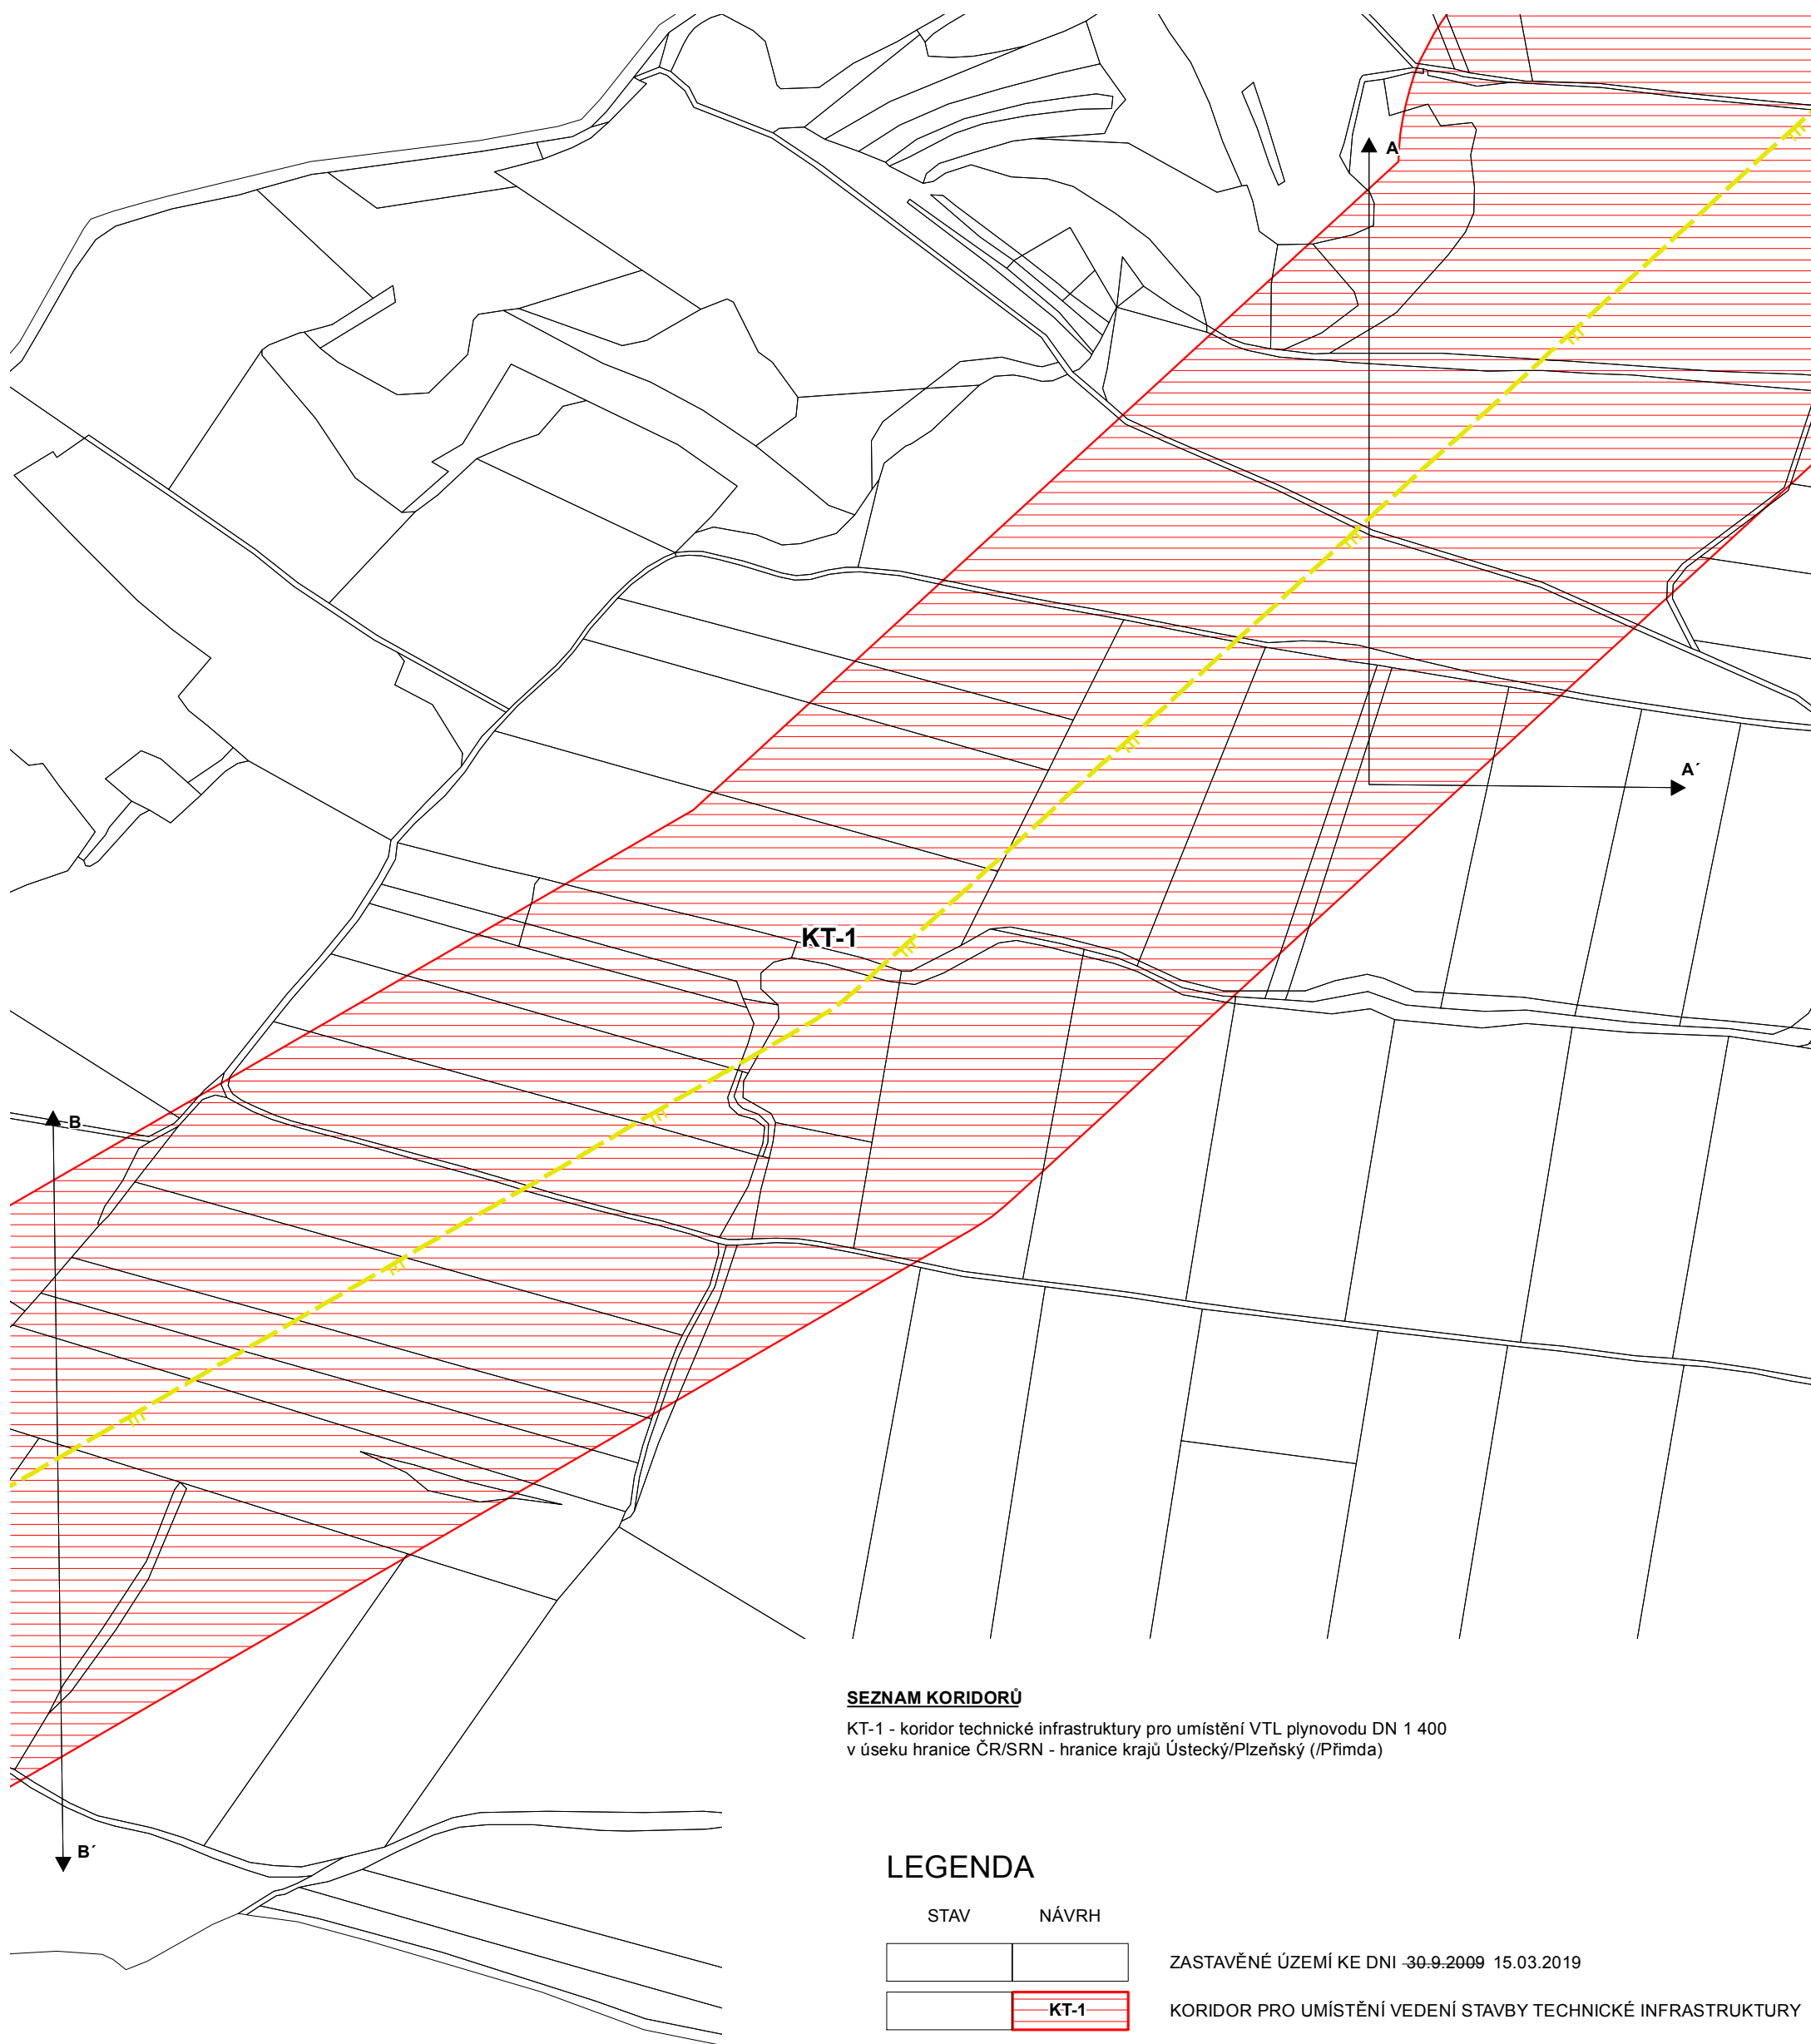 A
A´
KT-1
B
B´
SEZNAM KORIDORŮ
KT-1 - koridor technické infrastruktury pro umístění VTL plynovodu DN 1 400
v úseku hranice ČR/SRN - hranice krajů Ústecký/Plzeňský (/Přimda)
LEGENDA
STAV NÁVRH
ZASTAVĚNÉ ÚZEMÍ KE DNI 30.9.2009 15.03.2019
KT-1 KORIDOR PRO UMÍSTĚNÍ VEDENÍ STAVBY TECHNICKÉ INFRASTRUKTURY